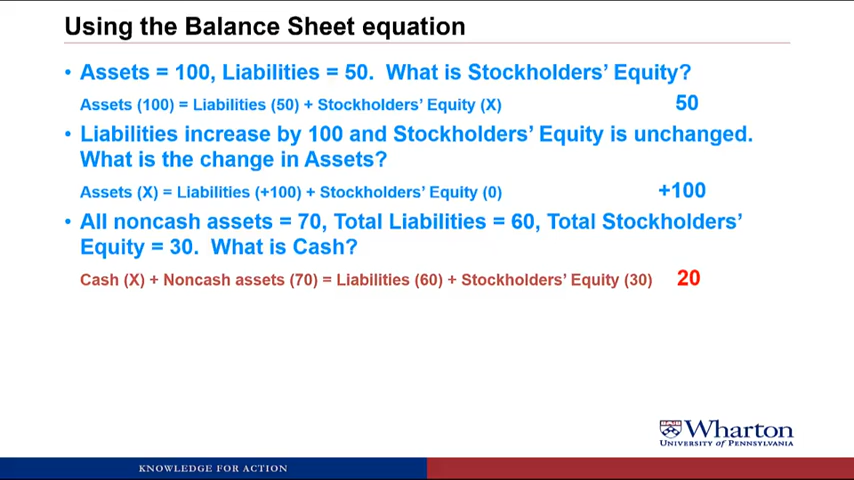 Using the Balance Sheet equation
• Assets = 100, Liabilities = 50. What is Stockholders' Equity?
Assets (100) = Liabilities (50) + Stockholders' Equity (X) 50
• Liabilities increase by 100 and Stockholders' Equity is unchanged.
What is the change in Assets?
Assets (X) = Liabilities (+100) + Stockholders' Equity (0) +100
• All noncash assets = 70, Total Liabilities = 60, Total Stockholders'
Equity = 30. What is Cash?
Cash (X) + Noncash assets (70) = Liabilities (60) + Stockholders' Equity (30) 20
Wharton
UNIVERSITY of PENNSYLVANIA
KNOWLEDGE FOR ACTION